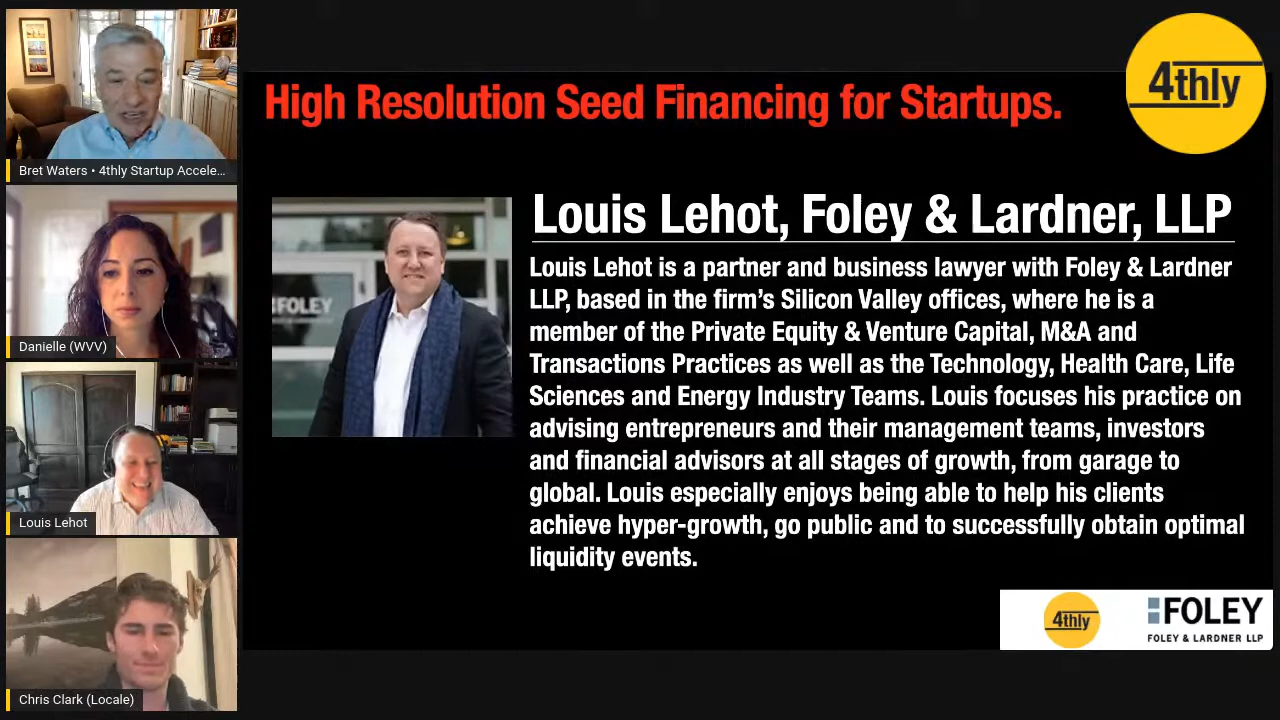 High Resolution Seed Financing for Startups.
4thly
Bret Waters • 4thly Startup Accele...
Danielle (WVV)
Louis Lehot
Chris Clark (Locale)
FOLEY
Louis Lehot, Foley & Lardner, LLP
Louis Lehot is a partner and business lawyer with Foley & Lardner
LLP, based in the firm’s Silicon Valley offices, where he is a
member of the Private Equity & Venture Capital, M&A and
Transactions Practices as well as the Technology, Health Care, Life
Sciences and Energy Industry Teams. Louis focuses his practice on
advising entrepreneurs and their management teams, investors
and financial advisors at all stages of growth, from garage to
global. Louis especially enjoys being able to help his clients
achieve hyper-growth, go public and to successfully obtain optimal
liquidity events.
4thly
FOLEY
FOLEY & LARDNER LLP